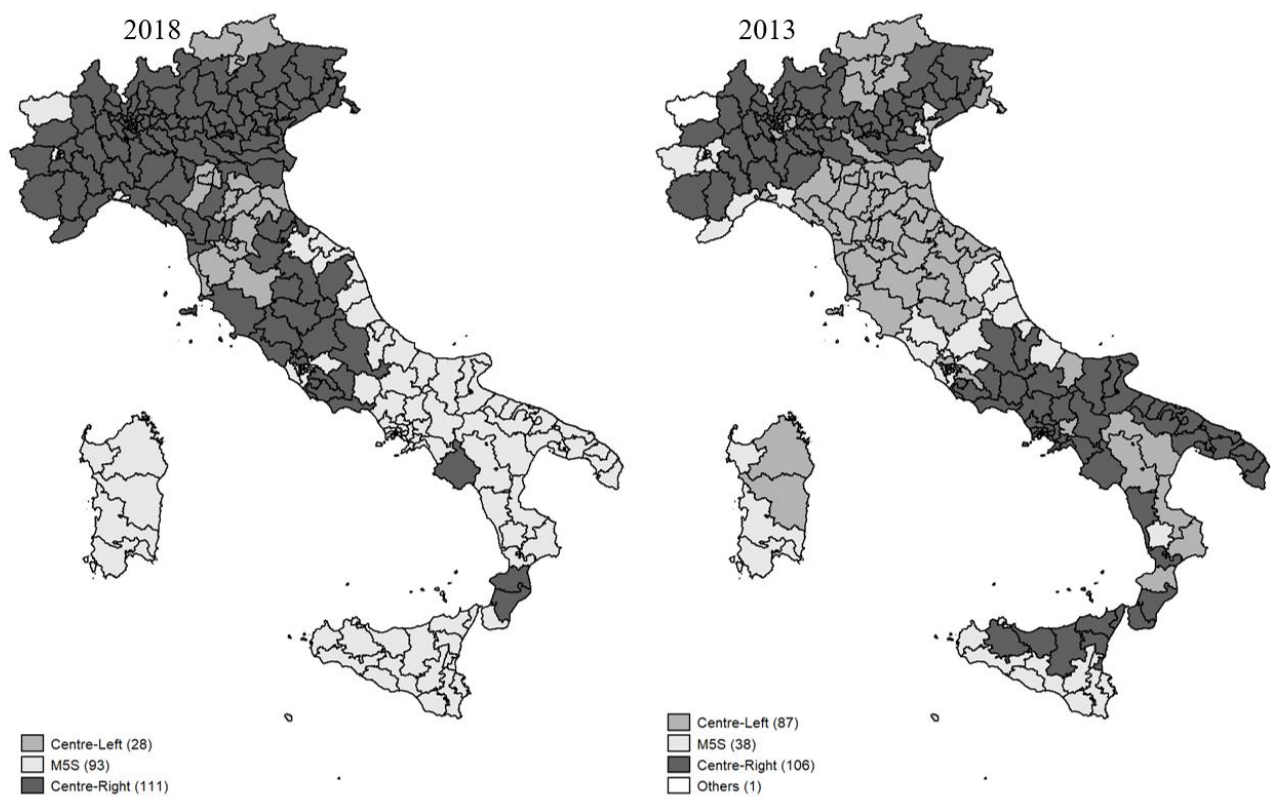 2018
2013
Centre-Left (28)
M5S (93)
Centre-Right (111)
Centre-Left (87)
M5S (38)
Centre-Right (106)
Others (1)